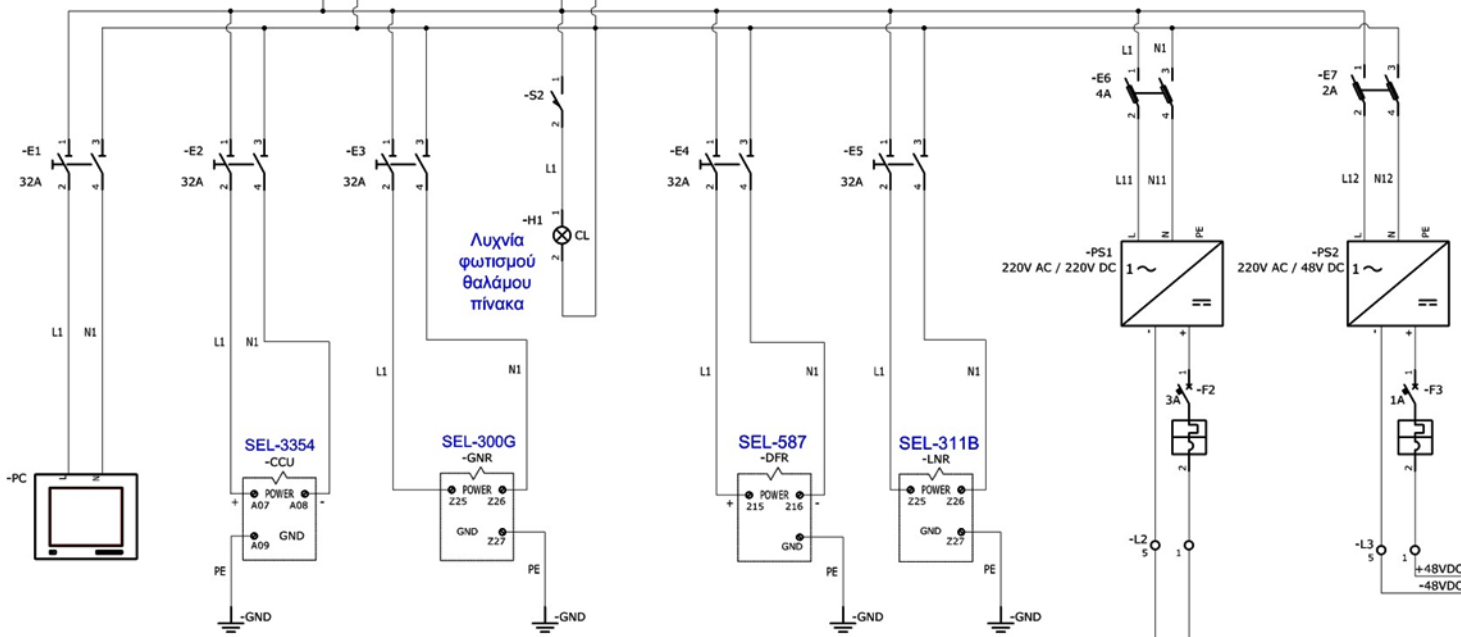 L1 N1
-E6
4A
1 3
2 4
-E7
2A
1 3
2 4
-S2
1
2
L1
-E1
32A
1 3
2 4
-E2
32A
1 3
2 4
-E3
32A
1 3
2 4
-E4
32A
1 3
2 4
-E5
32A
1 3
2 4
L11 N11
L12 N12
-H1
1
2
CL
Λυχνία
φωτισμού
θαλάμου
πίνακα
L N PE
-PS1
220V AC / 220V DC
1
- +
L N PE
-PS2
220V AC / 48V DC
1
- +
L1 N1
L1 N1
L1 N1
L1 N1
L1 N1
1
-F2
3A
2
1
-F3
1A
2
-PC
L N
SEL-3354
-CCU
POWER
+ A07 A08 -
A09 GND
PE
-GND
SEL-300G
-GNR
POWER
Z25 Z26
GND
Z27
PE
-GND
SEL-587
-DFR
POWER
+ 215 216 -
GND
PE
-GND
SEL-311B
-LNR
POWER
Z25 Z26
GND
Z27
PE
-GND
-L2
5 1
-L3
5 1
+48VDC
-48VDC